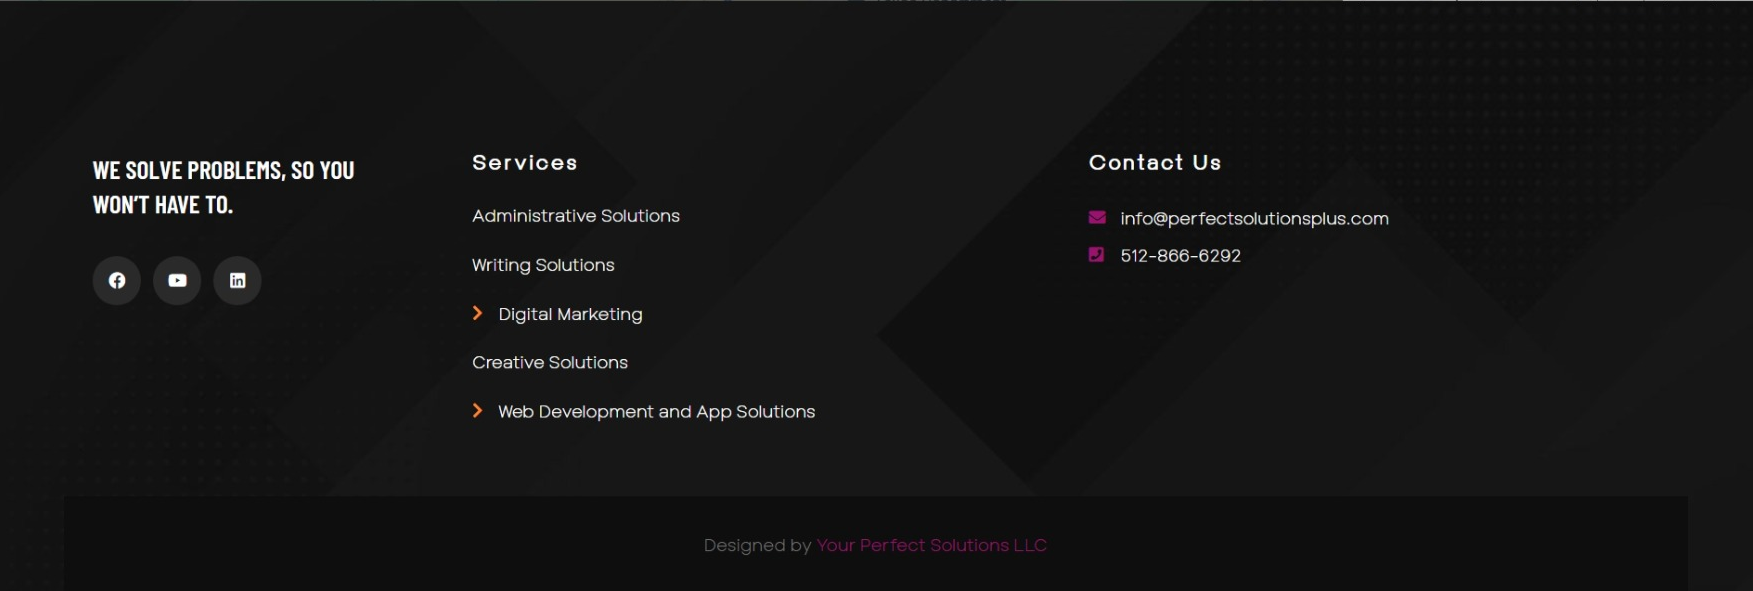 WE SOLVE PROBLEMS, SO YOU
WON'T HAVE TO.
Services
Administrative Solutions
Writing Solutions
Digital Marketing
Creative Solutions
Web Development and App Solutions
Contact Us
info@perfectsolutionsplus.com
512-866-6292
Designed by Your Perfect Solutions LLC